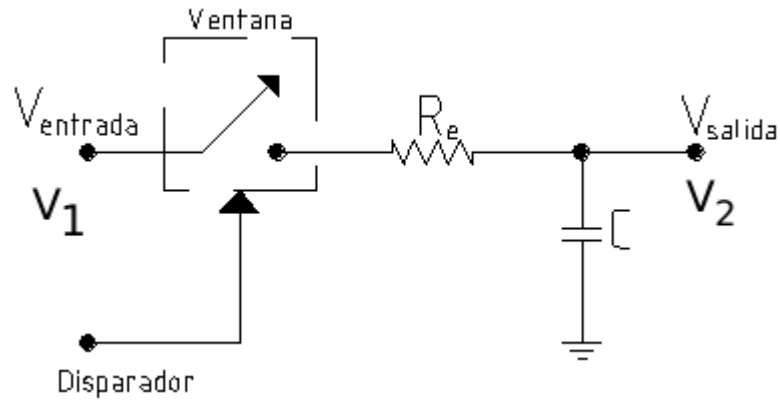 Ventana
Ventrada
Re
Vsalida
V1
V2
C
Disparador